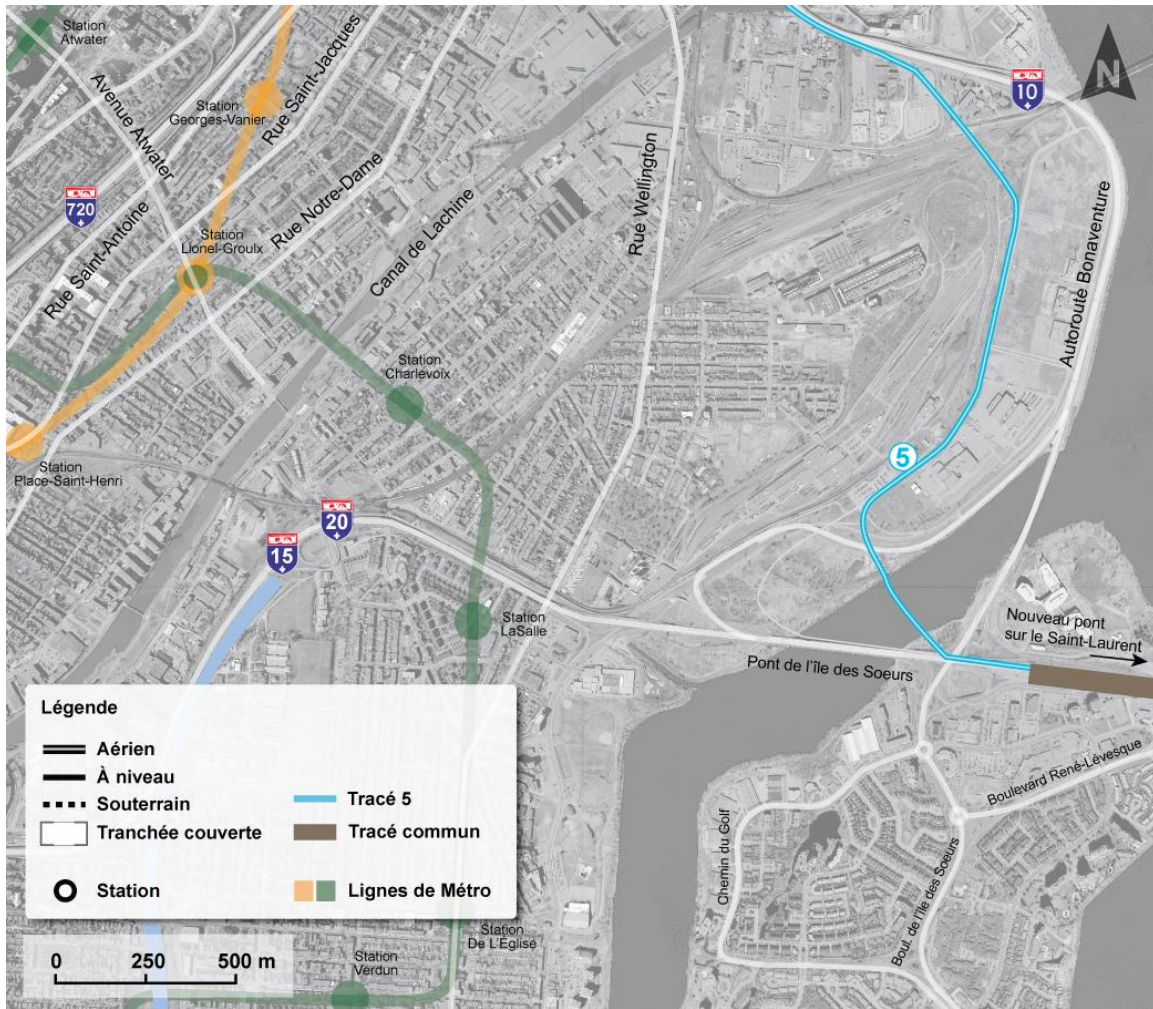 Station
Atwater
Avenue Atwater
Station
Georges-Vanier
Rue Saint-Jacques
10
N
720
Rue Saint-Antoine
Station
Lionel-Groulx
Rue Notre-Dame
Canal de Lachine
Rue Wellington
Autoroute Bonaventure
Station
Charlevoix
Station
Place-Saint-Henri
5
20
15
Station
LaSalle
Nouveau pont
sur le Saint-Laurent
Pont de l'île des Soeurs
Légende
Aérien
À niveau
Souterrain
Tranchée couverte
Station
Tracé 5
Tracé commun
Lignes de Métro
Boulevard René-Lévesque
Chemin du Golf
Boul. de l'île des Soeurs
Station
De L'Église
Station
Verdun
0 250 500 m